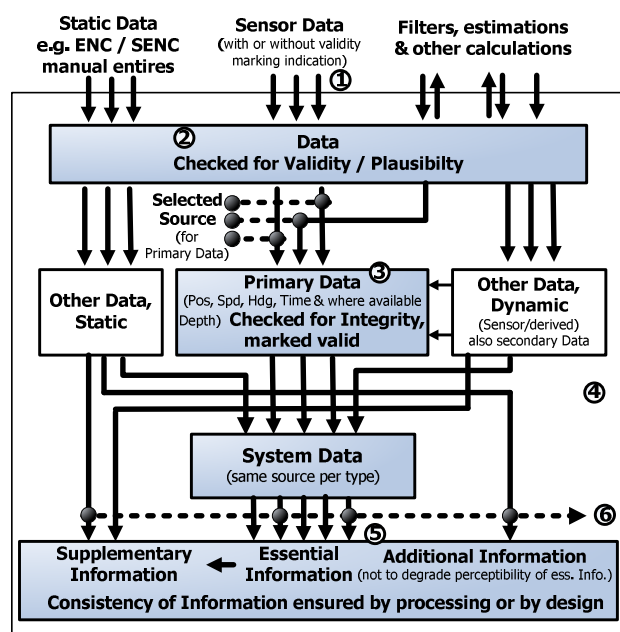 Static Data
e.g. ENC / SENC
manual entires
Sensor Data
(with or without validity
marking indication)
①
Filters, estimations
& other calculations
②
Data
Checked for Validity / Plausibilty
Selected
Source
(for
Primary Data)
Other Data,
Static
③
Primary Data
(Pos, Spd, Hdg, Time & where available
Depth) Checked for Integrity,
marked valid
Other Data,
Dynamic
(Sensor/derived)
also secondary Data
④
System Data
(same source per type)
⑥
⑤
Supplementary
Information
Essential
Information
Additional Information
(not to degrade perceptibility of ess. Info.)
Consistency of Information ensured by processing or by design